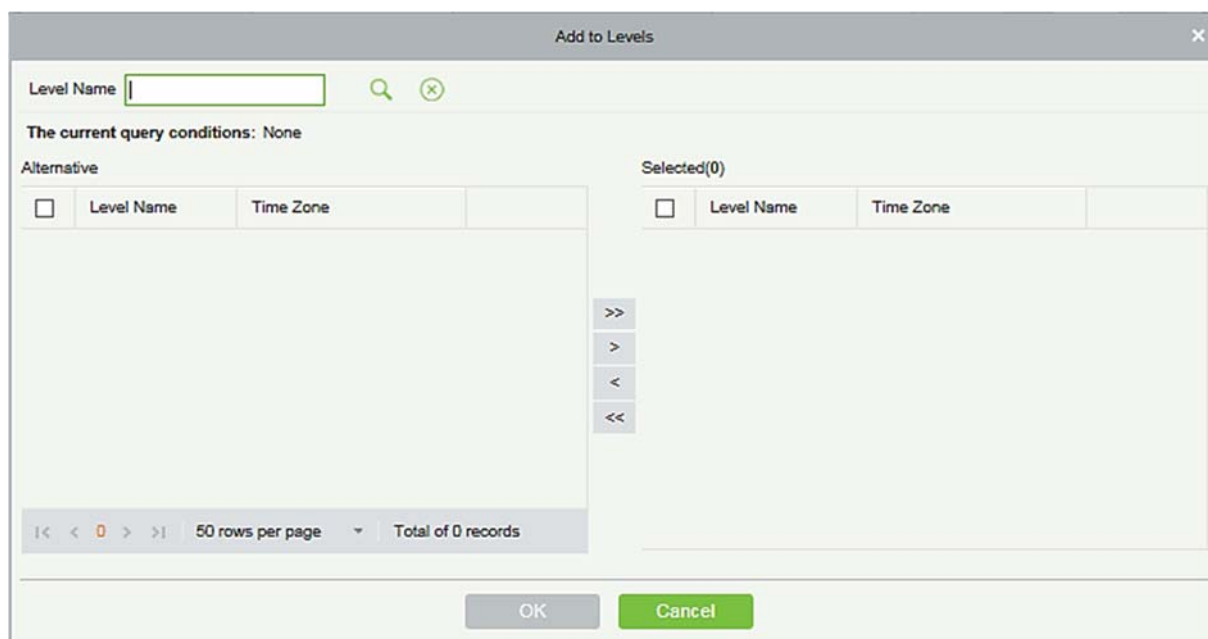 Add to Levels
Level Name
The current query conditions: None
Alternative
Selected(0)
Level Name Time Zone
Level Name Time Zone
>>
>
<
<<
|< < 0 > >| 50 rows per page Total of 0 records
OK Cancel